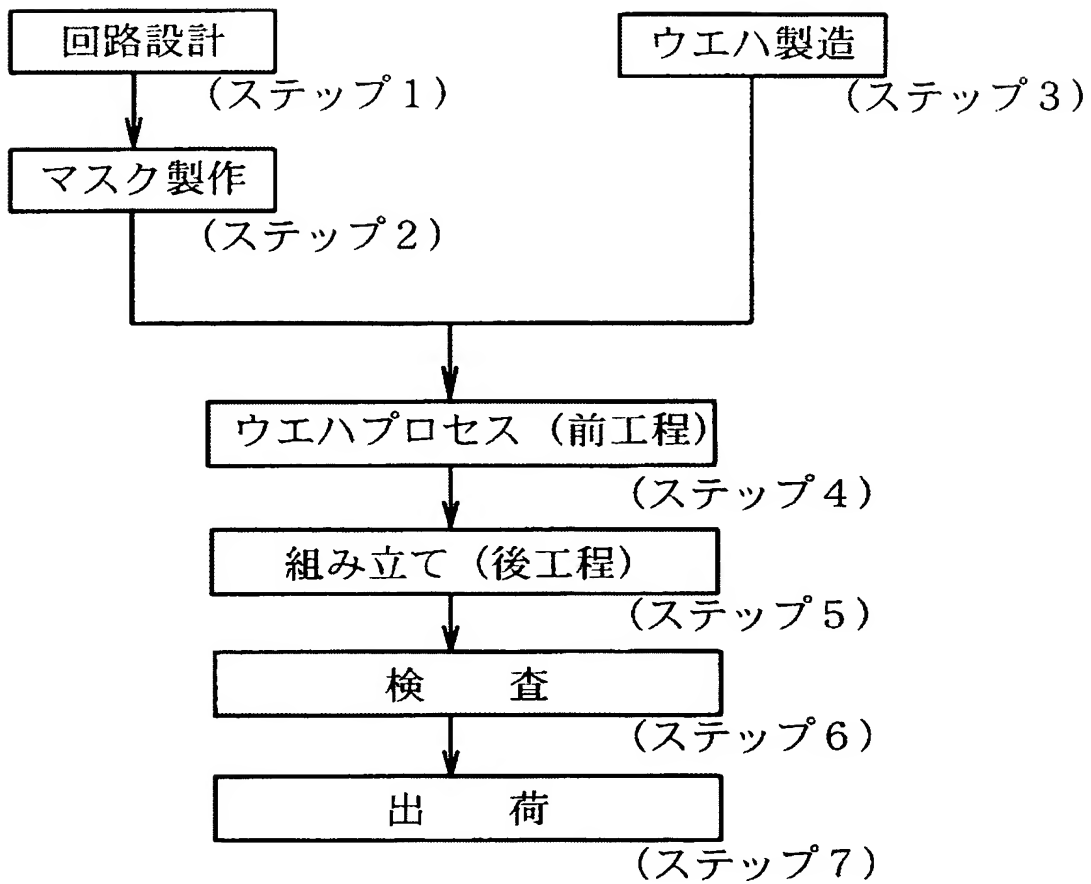 回路設計
(ステップ1)
マスク製作
(ステップ2)
ウエハ製造
(ステップ3)
ウエハプロセス (前工程)
(ステップ4)
組み立て (後工程)
(ステップ5)
検　査
(ステップ6)
出　荷
(ステップ7)